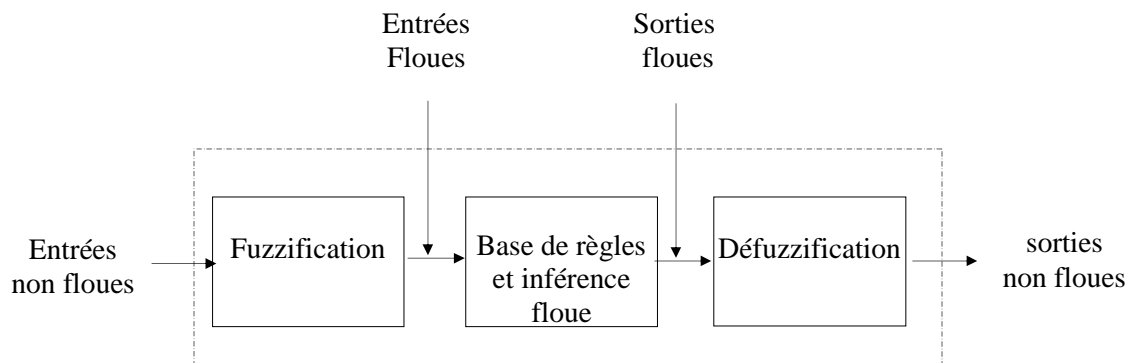 Entrées
Floues
Sorties
floues
Entrées
non floues
Fuzzification
Base de règles
et inférence
floue
Défuzzification
sorties
non floues